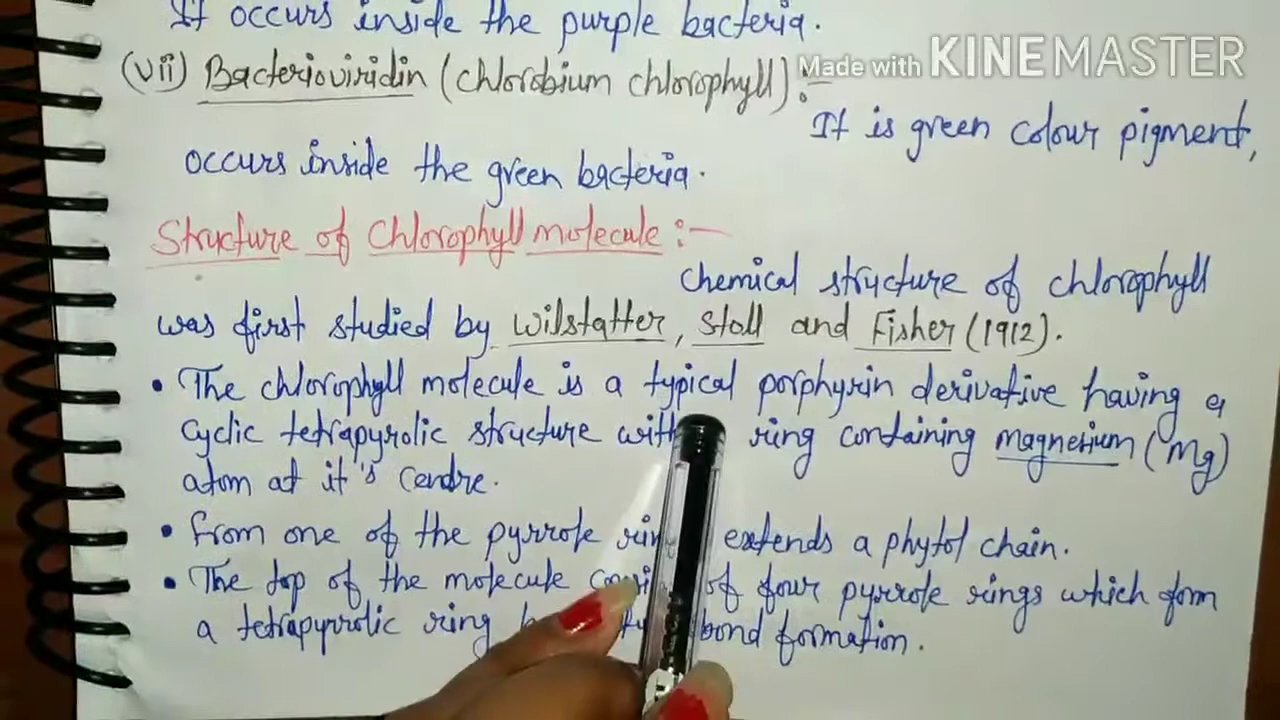 It occurs inside the purple bacteria.
Made with KINEMASTER
(vii) Bacterioviridin (chlorobium chlorophyll):-
It is green colour pigment,
occurs inside the green bacteria.
Structure of Chlorophyll molecule :-
Chemical structure of chlorophyll
was first studied by Wilstatter, Stoll and Fisher (1912).
• The chlorophyll molecule is a typical porphyrin derivative having a
cyclic tetrapyrolic structure with ring containing magnesium (Mg)
atom at it's centre.
• From one of the pyrrole extends a phytol chain.
• The top of the molecule of four pyrrole rings which form
a tetrapyrrolic ring bond formation.